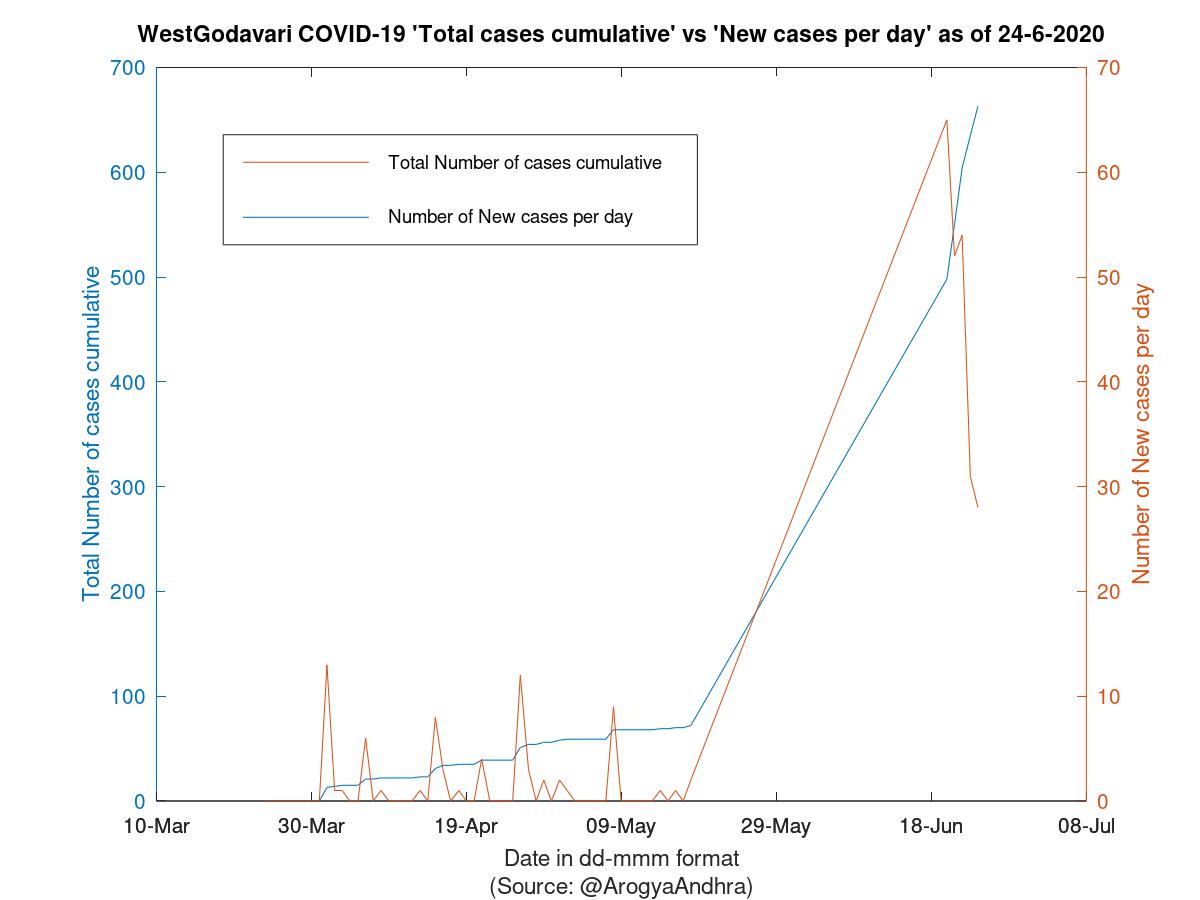 WestGodavari COVID-19 'Total cases cumulative' vs 'New cases per day' as of 24-6-2020
700
600
500
400
300
200
100
0
Total Number of cases cumulative
Total Number of cases cumulative
Number of New cases per day
70
60
50
40
30
20
10
0
Number of New cases per day
10-Mar 30-Mar 19-Apr 09-May 29-May 18-Jun 08-Jul
Date in dd-mmm format
(Source: @ArogyaAndhra)